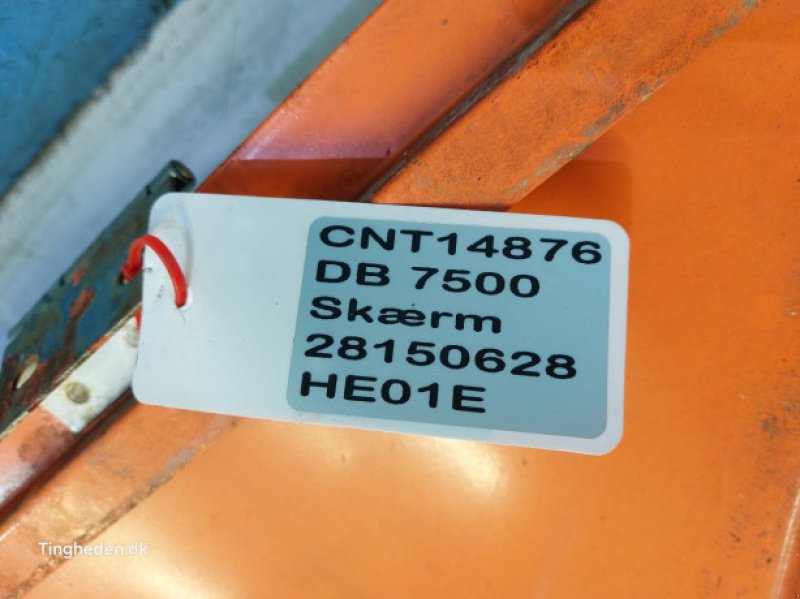 CNT14876
DB 7500
Skærm
28150628
HE01E
Tingheden.dk